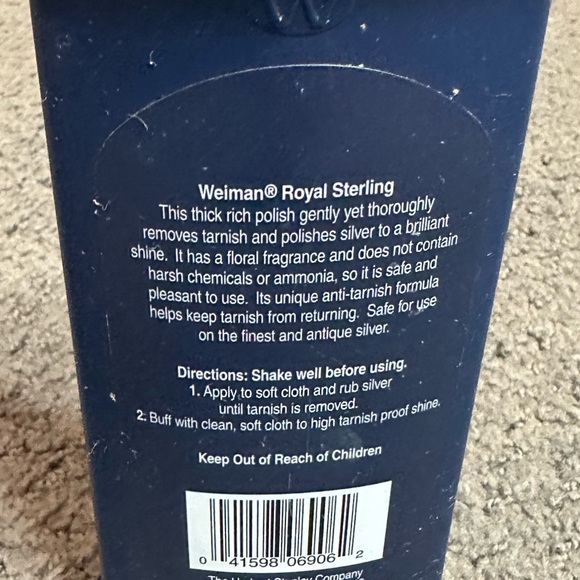 W
Weiman® Royal Sterling
This thick rich polish gently yet thoroughly
removes tarnish and polishes silver to a brilliant
shine. It has a floral fragrance and does not contain
harsh chemicals or ammonia, so it is safe and
pleasant to use. Its unique anti-tarnish formula
helps keep tarnish from returning. Safe for use
on the finest and antique silver.
Directions: Shake well before using.
1. Apply to soft cloth and rub silver
until tarnish is removed.
2. Buff with clean, soft cloth to high tarnish proof shine.
Keep Out of Reach of Children
0 41598 06906 2
The Stanley Company